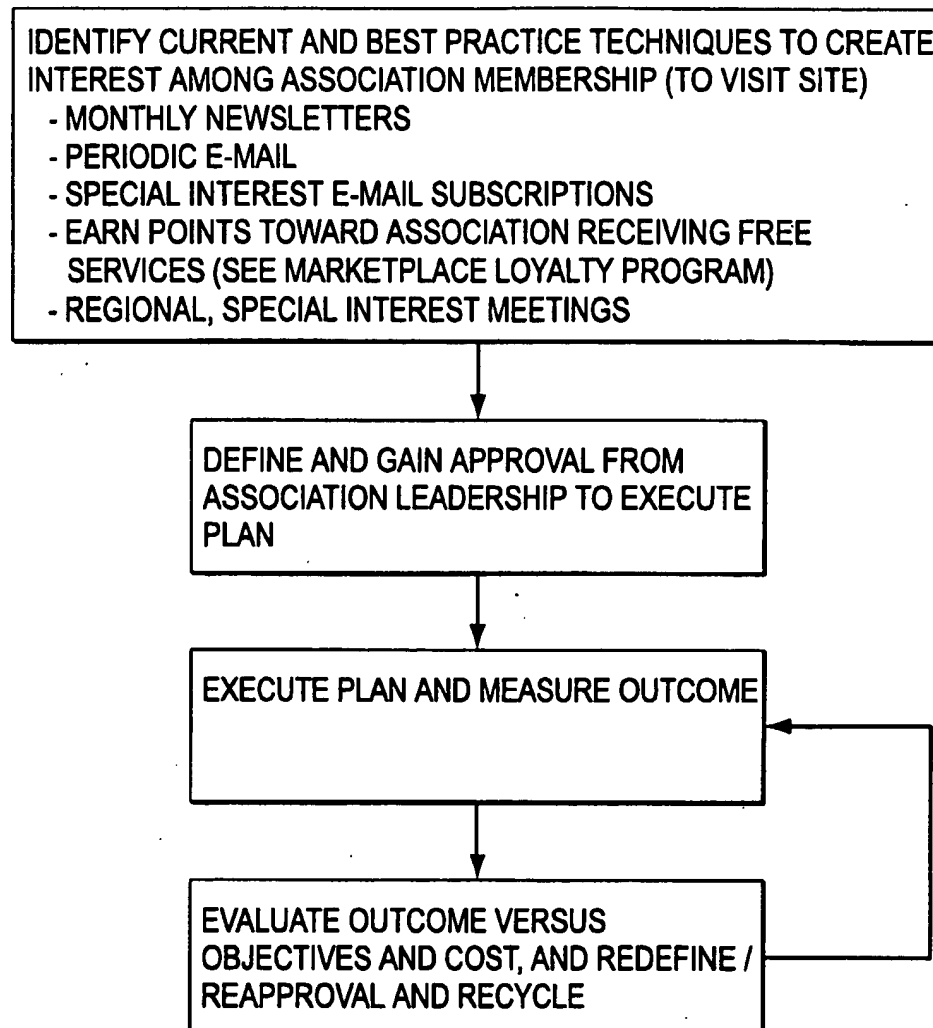 IDENTIFY CURRENT AND BEST PRACTICE TECHNIQUES TO CREATE
INTEREST AMONG ASSOCIATION MEMBERSHIP (TO VISIT SITE)
- MONTHLY NEWSLETTERS
- PERIODIC E-MAIL
- SPECIAL INTEREST E-MAIL SUBSCRIPTIONS
- EARN POINTS TOWARD ASSOCIATION RECEIVING FREE
SERVICES (SEE MARKETPLACE LOYALTY PROGRAM)
- REGIONAL, SPECIAL INTEREST MEETINGS
DEFINE AND GAIN APPROVAL FROM
ASSOCIATION LEADERSHIP TO EXECUTE
PLAN
EXECUTE PLAN AND MEASURE OUTCOME
EVALUATE OUTCOME VERSUS
OBJECTIVES AND COST, AND REDEFINE /
REAPPROVAL AND RECYCLE